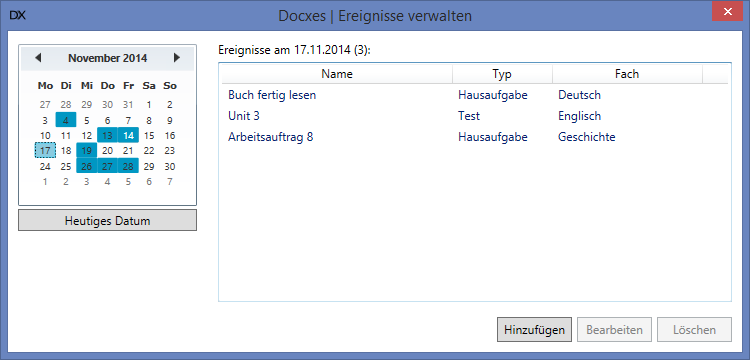 DX Docxes | Ereignisse verwalten
November 2014
Mo Di Mi Do Fr Sa So
27 28 29 30 31 1 2
3 4 5 6 7 8 9
10 11 12 13 14 15 16
17 18 19 20 21 22 23
24 25 26 27 28 29 30
1 2 3 4 5 6 7
Heutiges Datum
Ereignisse am 17.11.2014 (3):
Name Typ Fach
Buch fertig lesen Hausaufgabe Deutsch
Unit 3 Test Englisch
Arbeitsauftrag 8 Hausaufgabe Geschichte
Hinzufügen Bearbeiten Löschen